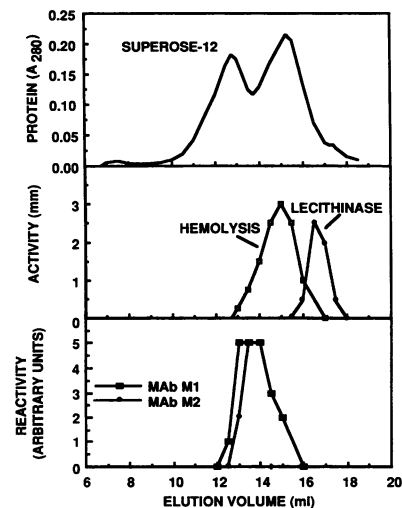 PROTEIN (A 280)
0.25
0.20
0.15
0.10
0.05
0.00
SUPEROSE-12
ACTIVITY (mm)
3
2
1
0
HEMOLYSIS
LECITHINASE
REACTIVITY
(ARBITRARY UNITS)
5
4
3
2
1
0
MAb M1
MAb M2
6 8 10 12 14 16 18 20
ELUTION VOLUME (ml)